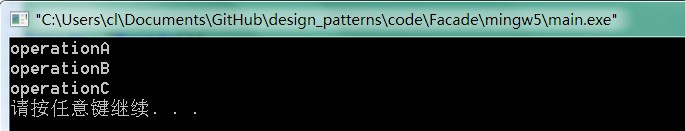 "C:\Users\cl\Documents\GitHub\design_patterns\code\Facade\mingw5\main.exe"
operationA
operationB
operationC
请按任意键继续. . .